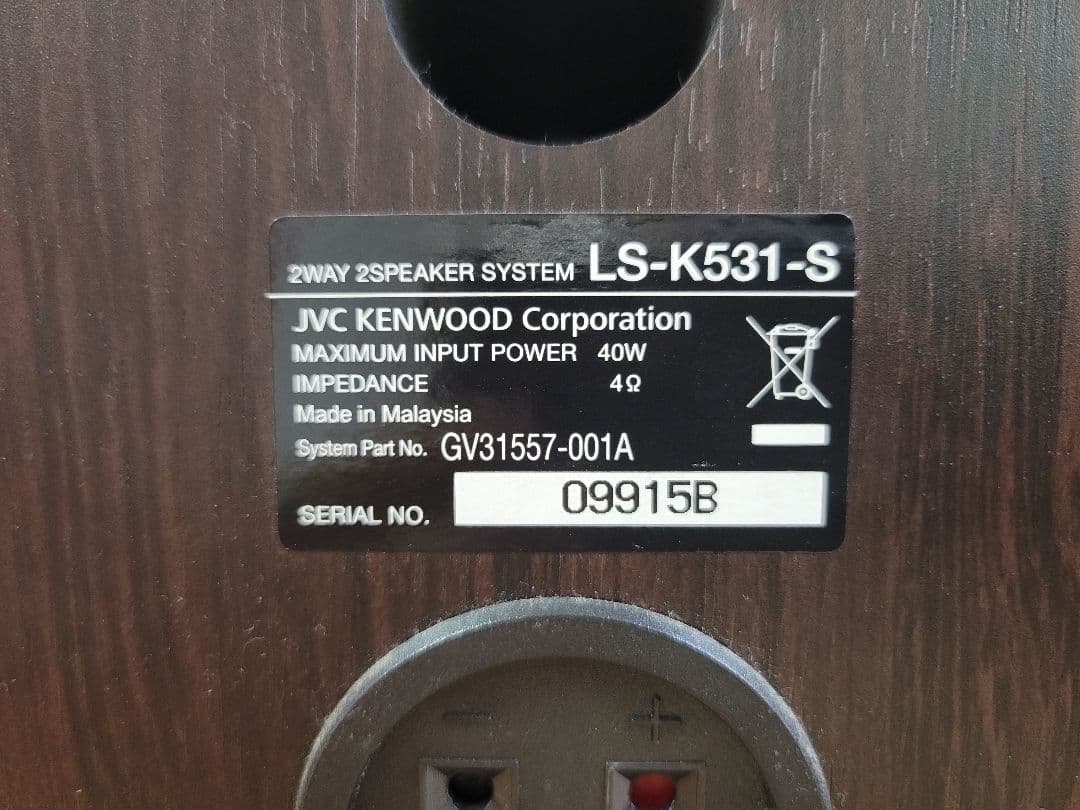 2WAY 2SPEAKER SYSTEM LS-K531-S
JVC KENWOOD Corporation
MAXIMUM INPUT POWER 40W
IMPEDANCE 4Ω
Made in Malaysia
System Part No. GV31557-001A
SERIAL NO. 09915B
− +